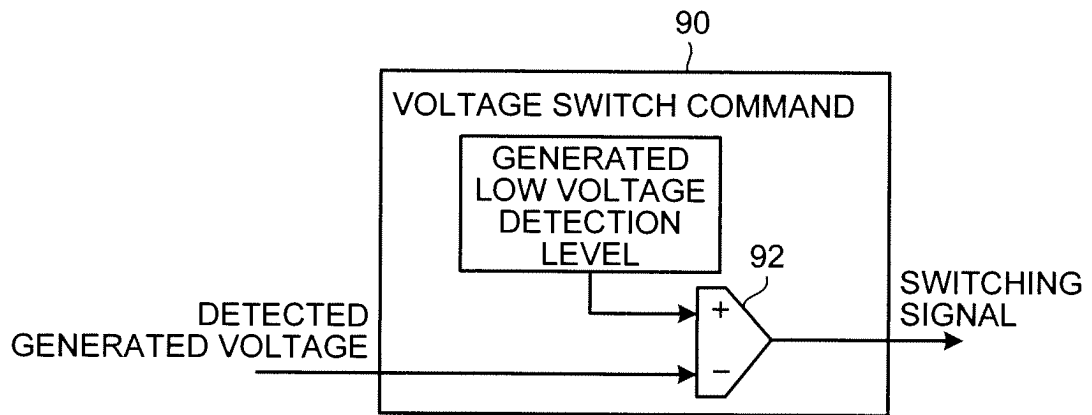 90
VOLTAGE SWITCH COMMAND
GENERATED
LOW VOLTAGE
DETECTION
LEVEL
92
+
−
DETECTED
GENERATED VOLTAGE
SWITCHING
SIGNAL